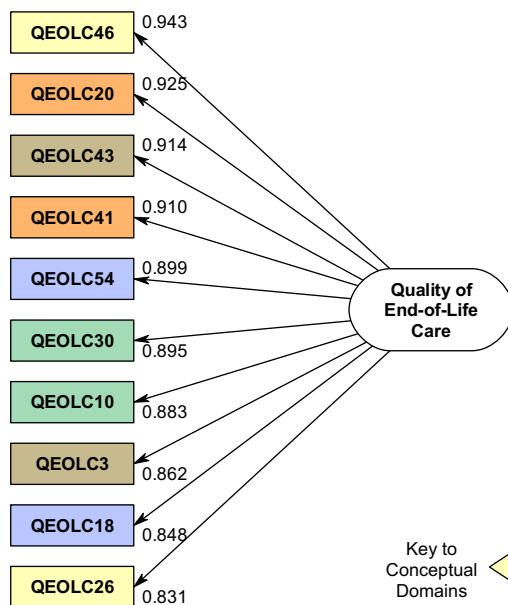 QEOLC46 0.943
QEOLC20 0.925
QEOLC43 0.914
QEOLC41 0.910
QEOLC54 0.899
Quality of
End-of-Life
Care
QEOLC30 0.895
QEOLC10 0.883
QEOLC3 0.862
QEOLC18 0.848
QEOLC26 0.831
Key to
Conceptual
Domains